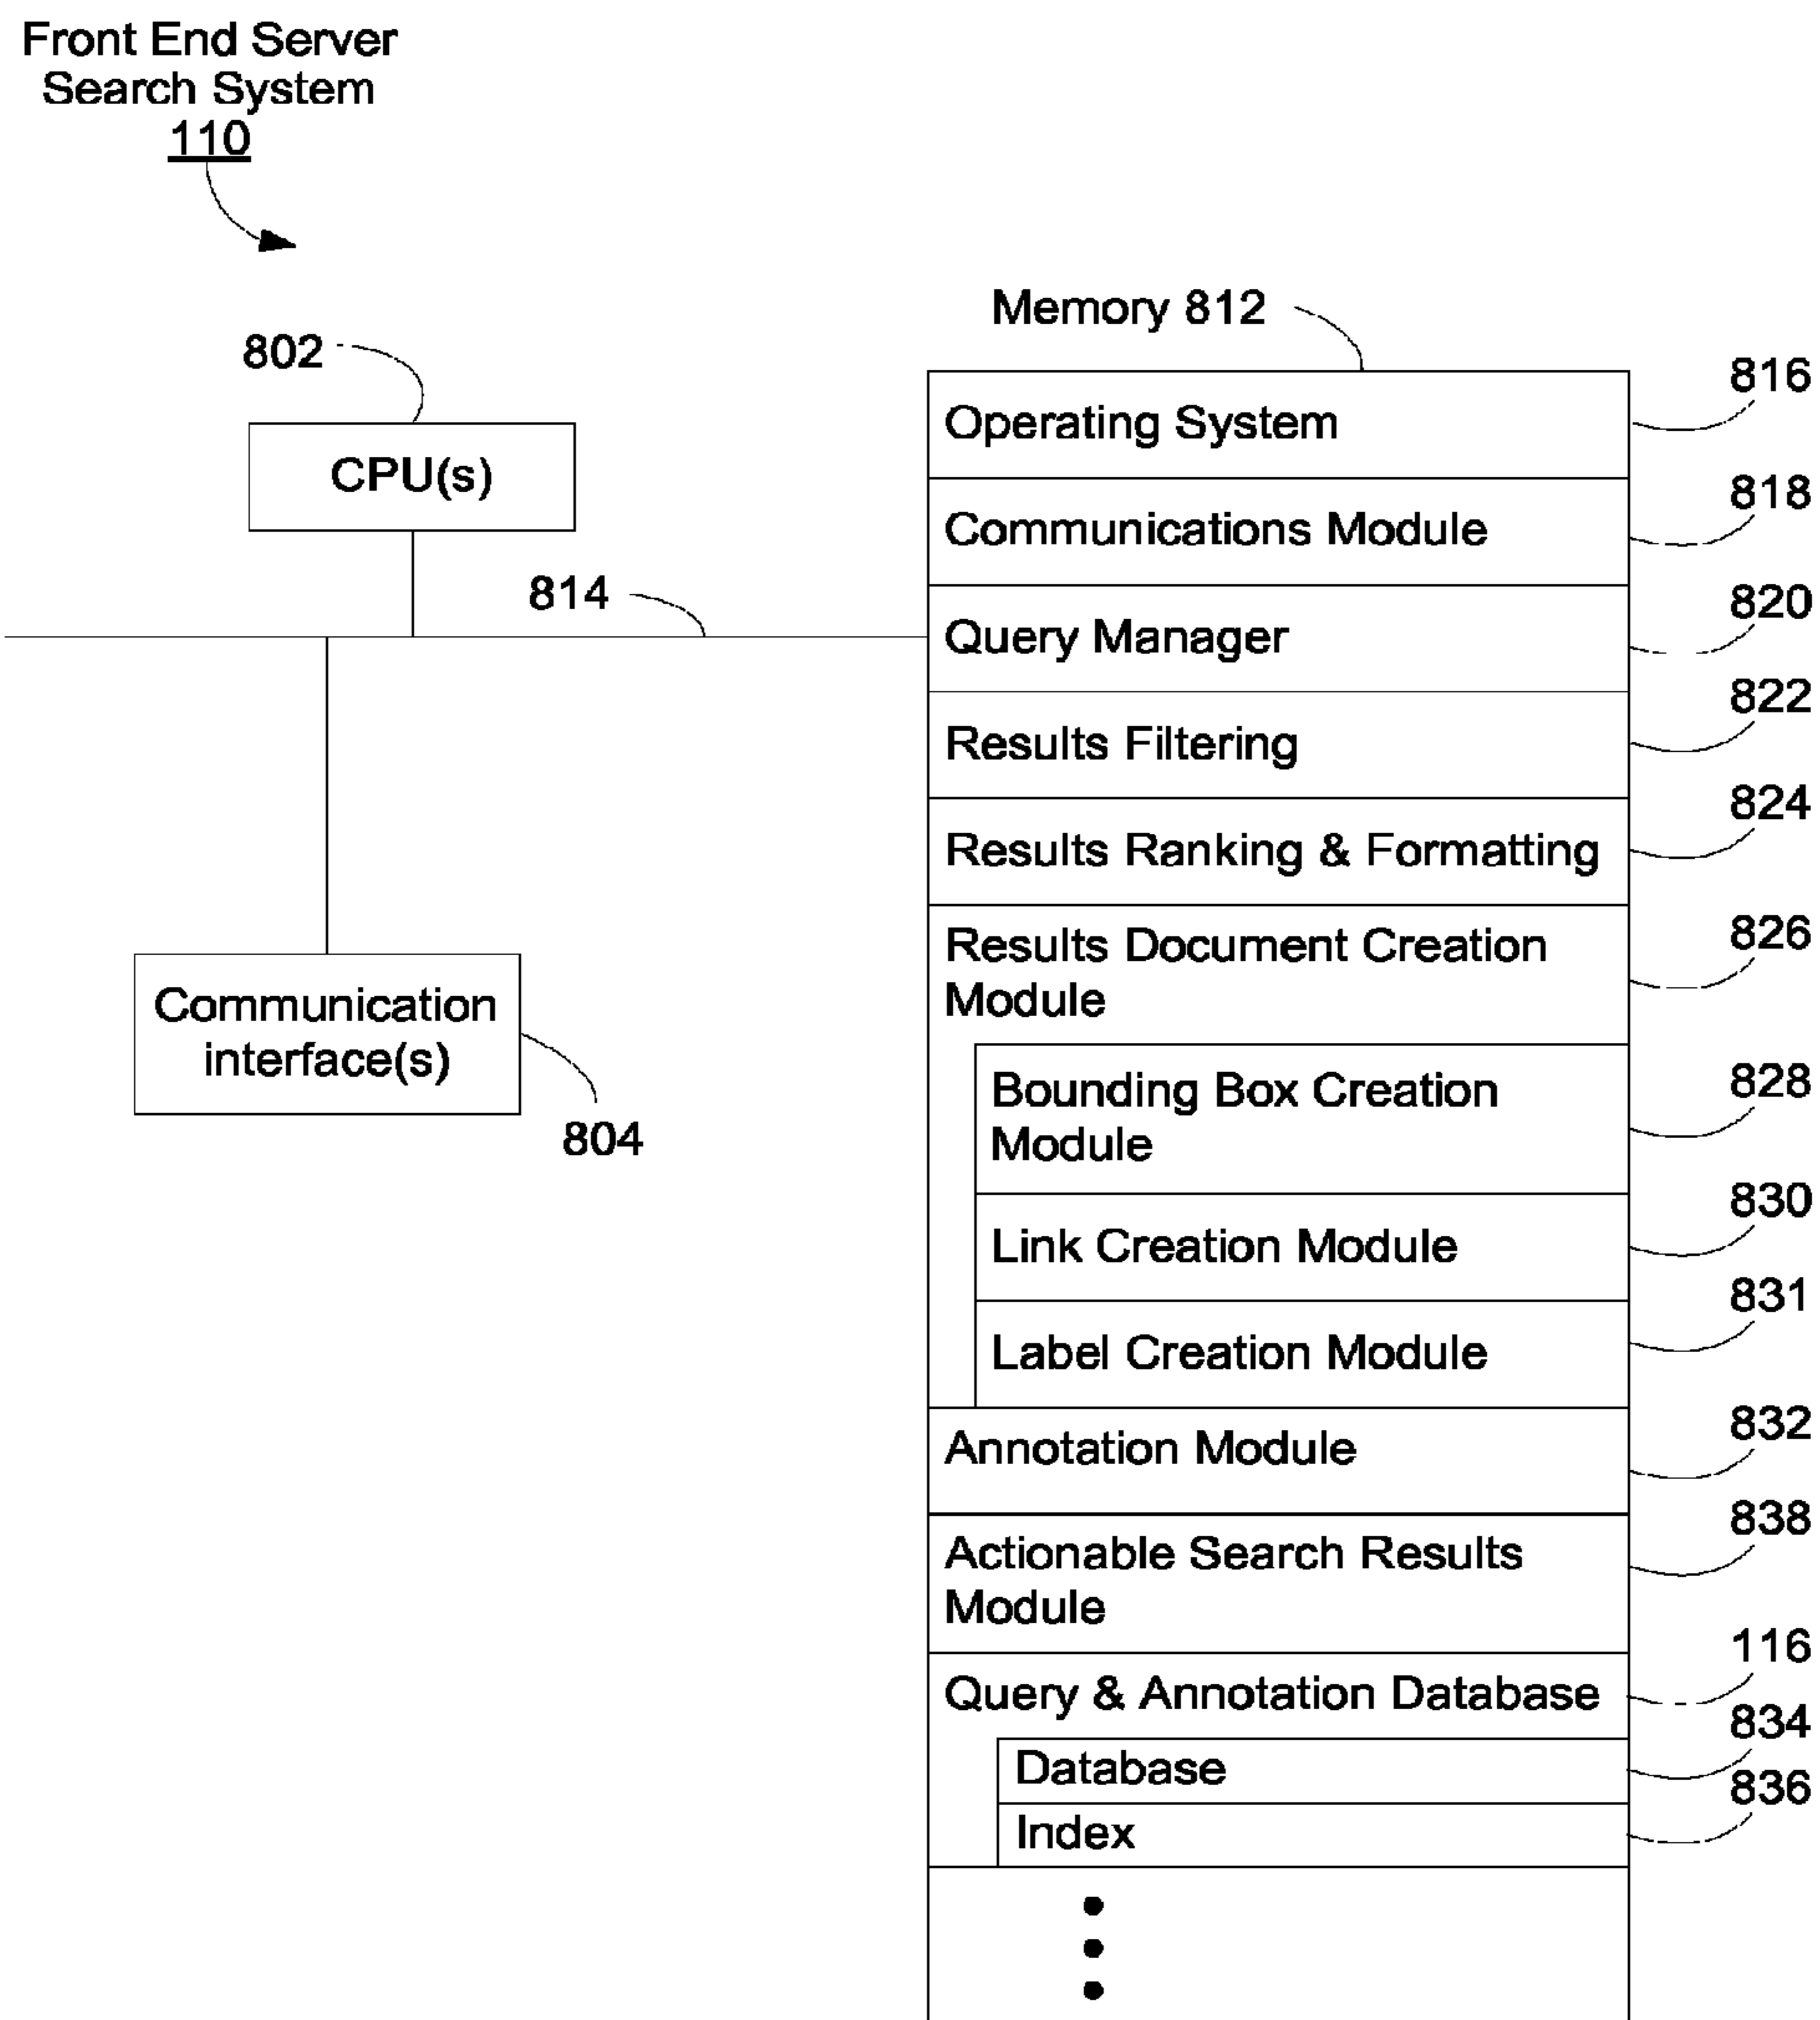 Front End Server
Search System
110
Memory 812
802
816
Operating System
CPU(s)
818
Communications Module
814
820
Query Manager
822
Results Filtering
824
Results Ranking & Formatting
826
Results Document Creation
Module
Communication
interface(s)
804
828
Bounding Box Creation
Module
830
Link Creation Module
831
Label Creation Module
832
Annotation Module
838
Actionable Search Results
Module
116
Query & Annotation Database
834
Database
836
Index